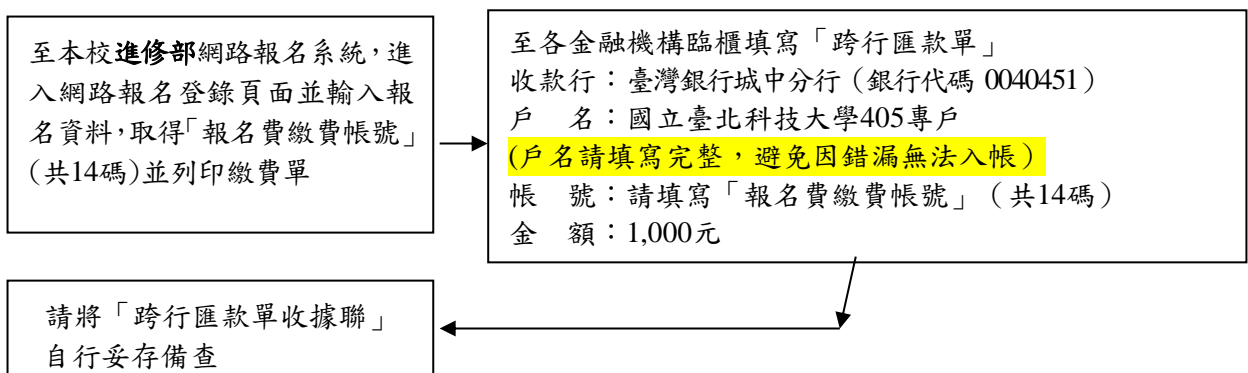 至本校進修部網路報名系統，進
入網路報名登錄頁面並輸入報
名資料，取得「報名費繳費帳號」
(共14碼)並列印繳費單
至各金融機構臨櫃填寫「跨行匯款單」
收款行：臺灣銀行城中分行（銀行代碼 0040451）
戶　名：國立臺北科技大學405專戶
(戶名請填寫完整，避免因錯漏無法入帳）
帳　號：請填寫「報名費繳費帳號」（共14碼）
金　額：1,000元
請將「跨行匯款單收據聯」
自行妥存備查